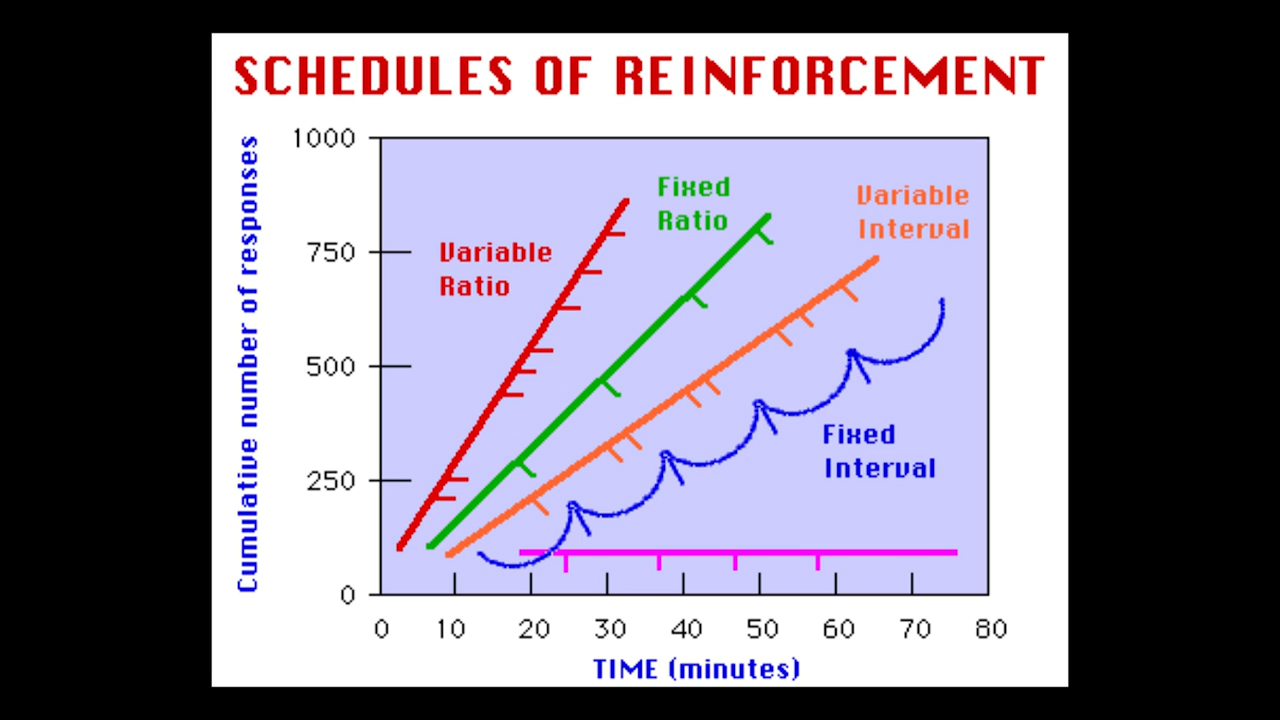 SCHEDULES OF REINFORCEMENT
Cumulative number of responses
1000
750
500
250
0
Variable
Ratio
Fixed
Ratio
Variable
Interval
Fixed
Interval
0 10 20 30 40 50 60 70 80
TIME (minutes)